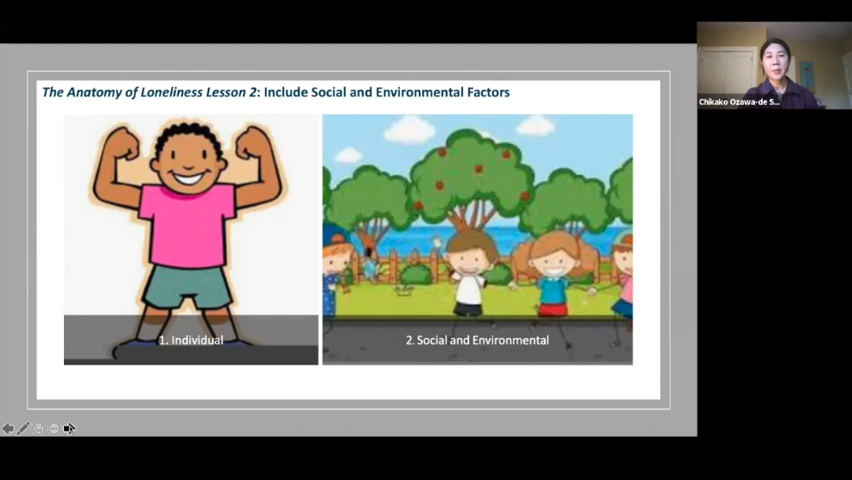 The Anatomy of Loneliness Lesson 2: Include Social and Environmental Factors
Chikako Ozawa-de S...
1. Individual
2. Social and Environmental